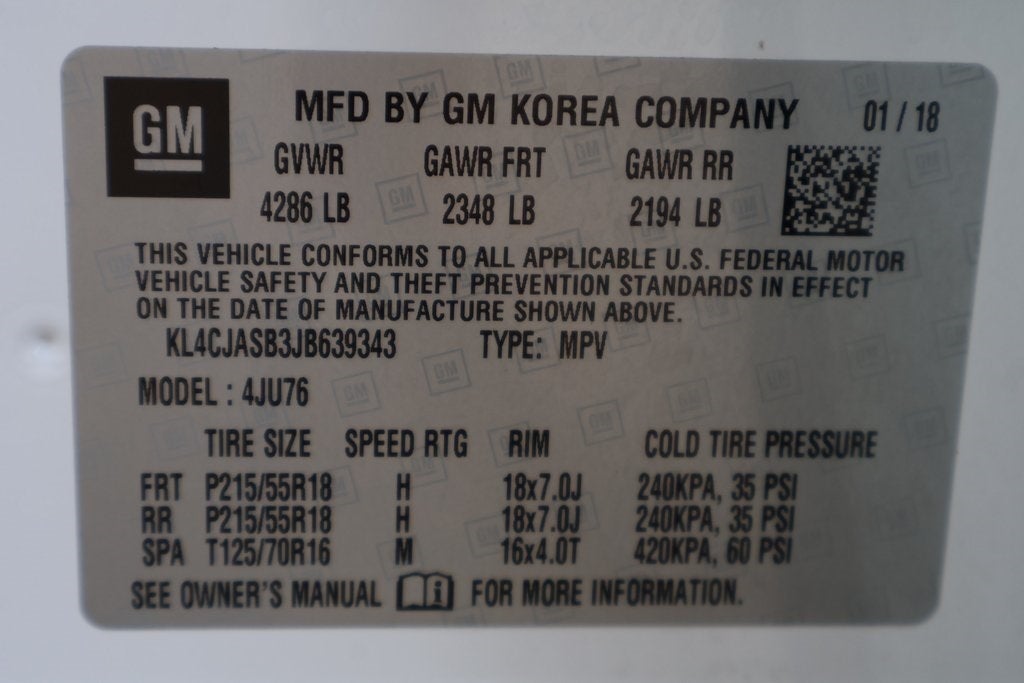 GM MFD BY GM KOREA COMPANY 01 / 18
GVWR GAWR FRT GAWR RR
4286 LB 2348 LB 2194 LB
THIS VEHICLE CONFORMS TO ALL APPLICABLE U.S. FEDERAL MOTOR
VEHICLE SAFETY AND THEFT PREVENTION STANDARDS IN EFFECT
ON THE DATE OF MANUFACTURE SHOWN ABOVE.
KL4CJASB3JB639343 TYPE: MPV
MODEL : 4JU76
TIRE SIZE SPEED RTG RIM COLD TIRE PRESSURE
FRT P215/55R18 H 18x7.0J 240KPA, 35 PSI
RR P215/55R18 H 18x7.0J 240KPA, 35 PSI
SPA T125/70R16 M 16x4.0T 420KPA, 60 PSI
SEE OWNER'S MANUAL i FOR MORE INFORMATION.